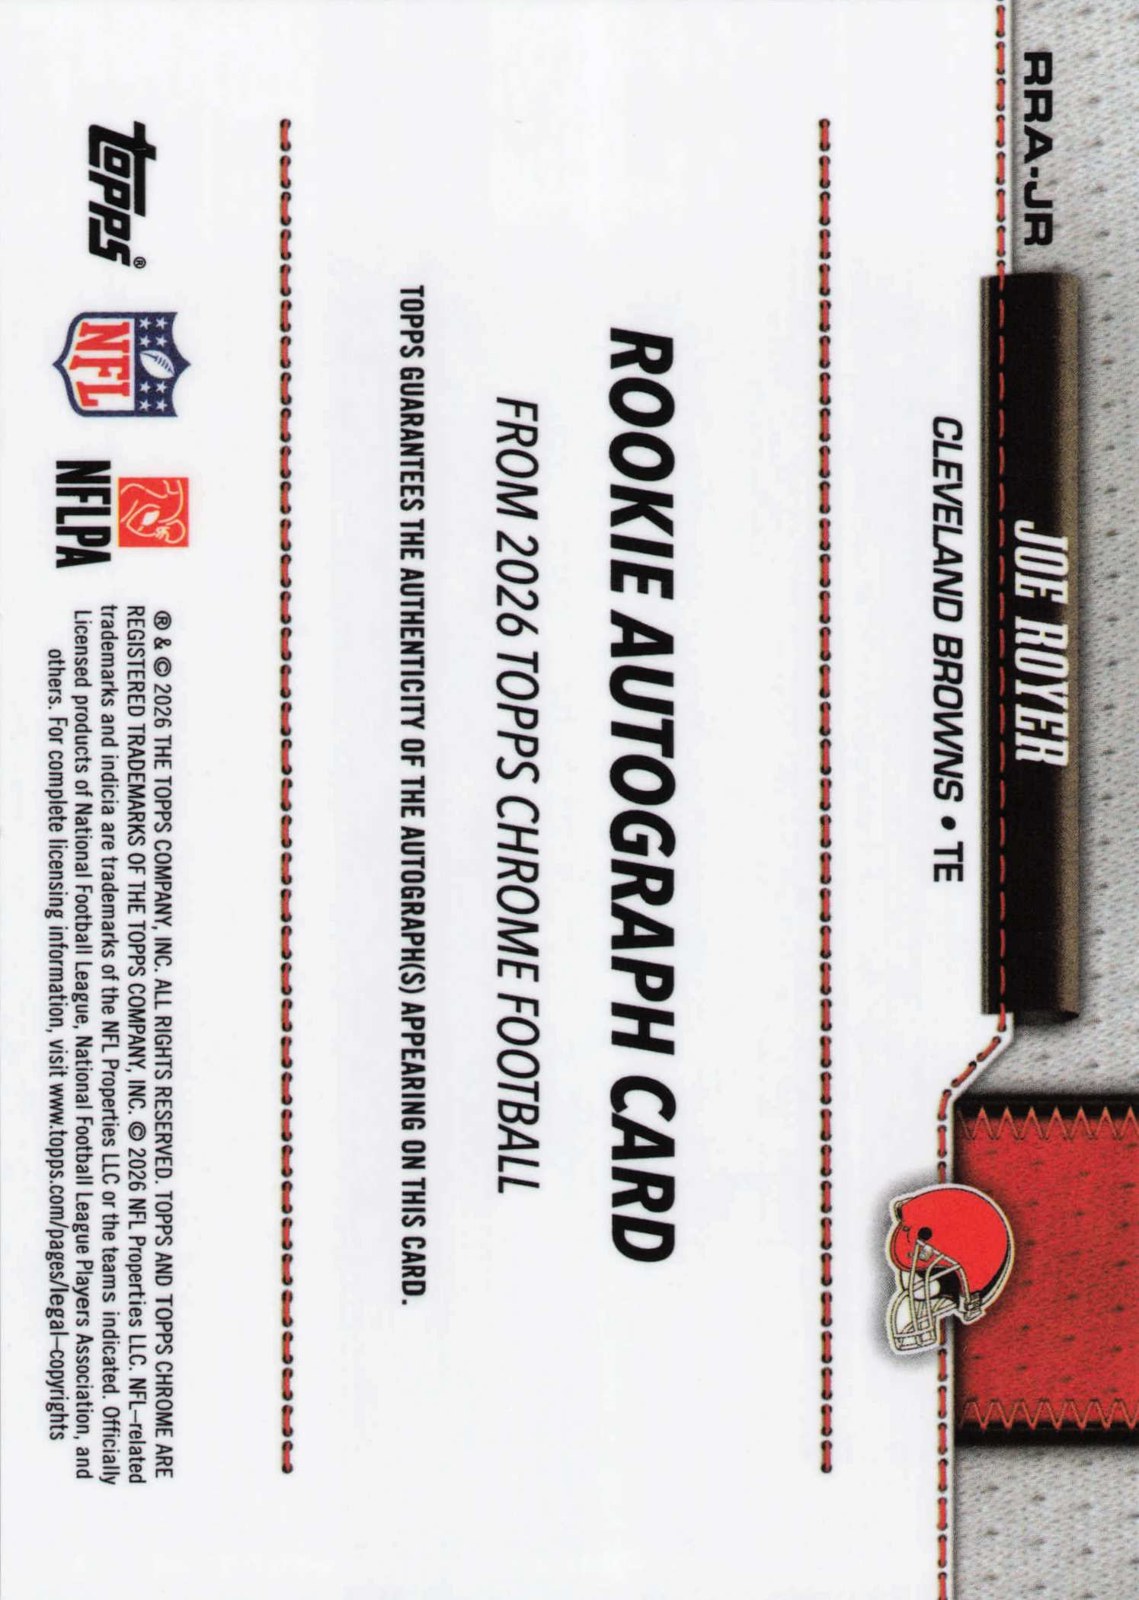 RRA-JR
JOE ROYER
CLEVELAND BROWNS • TE
ROOKIE AUTOGRAPH CARD
FROM 2026 TOPPS CHROME FOOTBALL
TOPPS GUARANTEES THE AUTHENTICITY OF THE AUTOGRAPH(S) APPEARING ON THIS CARD.
topps®
NFL
NFLPA
® & © 2026 THE TOPPS COMPANY, INC. ALL RIGHTS RESERVED. TOPPS AND TOPPS CHROME ARE
REGISTERED TRADEMARKS OF THE TOPPS COMPANY, INC. © 2026 NFL Properties LLC. NFL–related
trademarks and indicia are trademarks of the NFL Properties LLC or the teams indicated. Officially
Licensed products of National Football League, National Football League Players Association, and
others. For complete licensing information, visit www.topps.com/pages/legal–copyrights